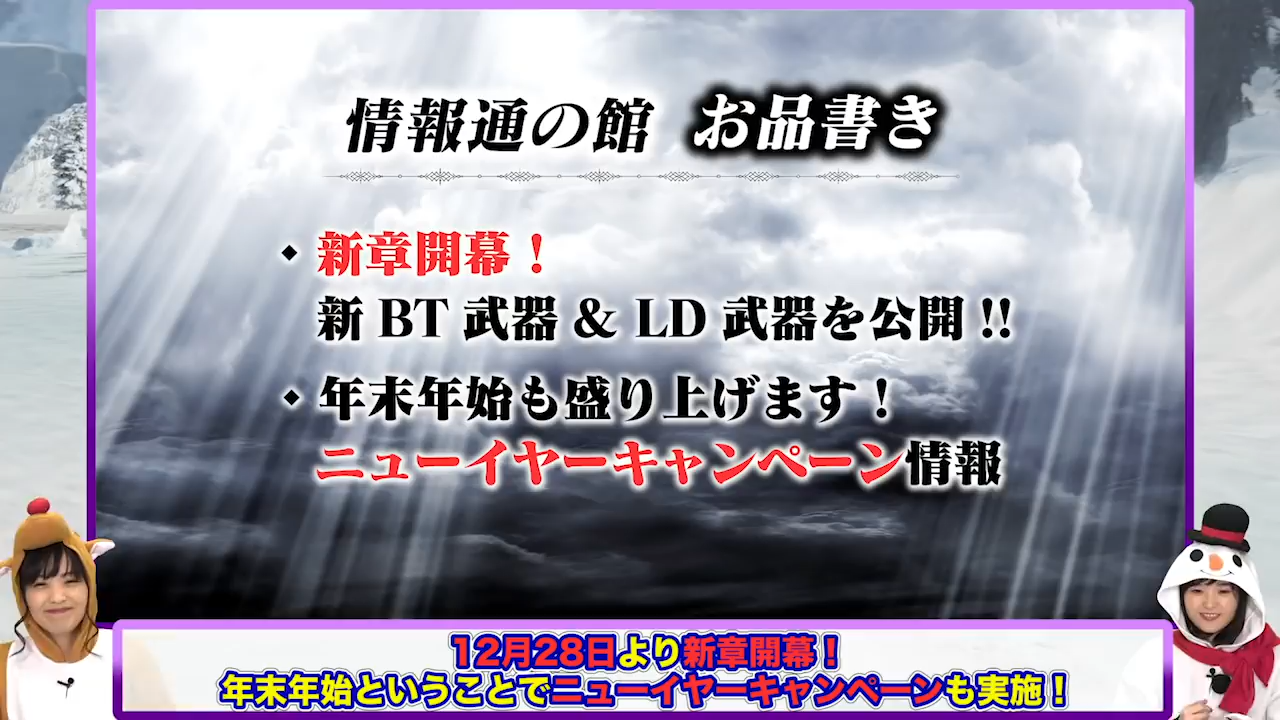 情報通の館 お品書き
・新章開幕！
新BT武器 & LD武器を公開!!
・年末年始も盛り上げます！
ニューイヤーキャンペーン情報
12月28日より新章開幕！
年末年始ということでニューイヤーキャンペーンも実施！